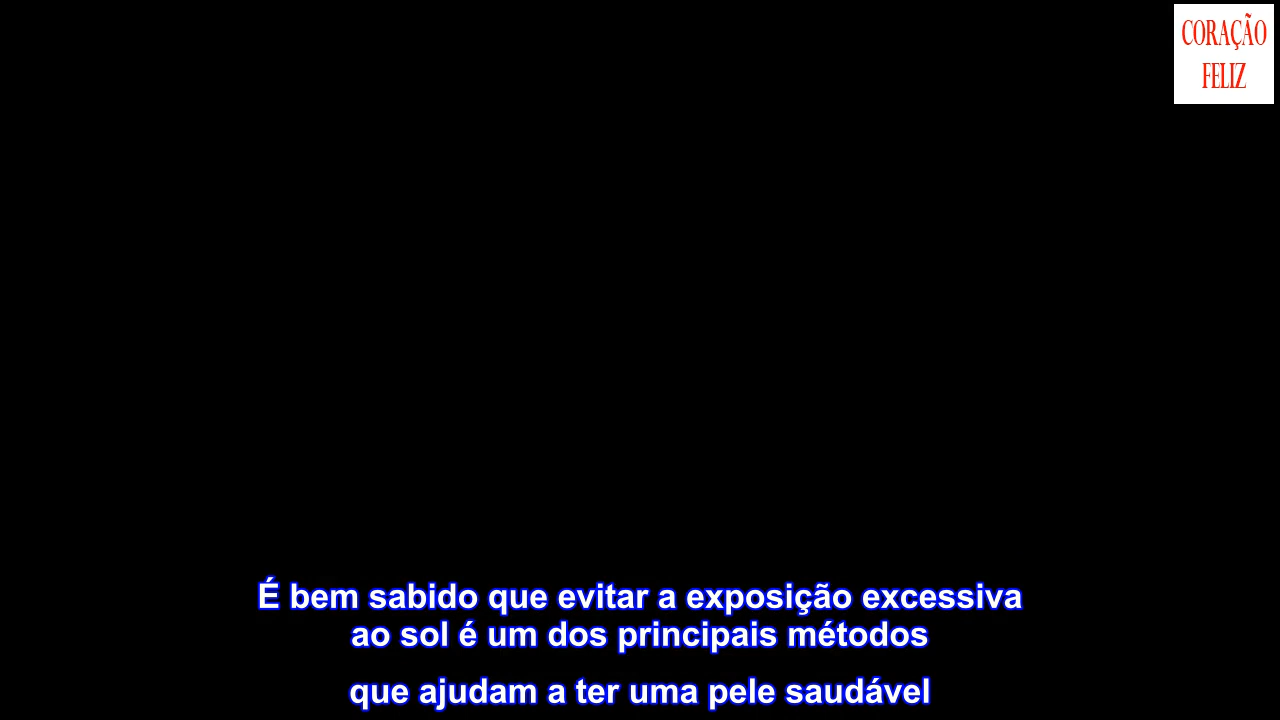 CORAÇÃO
FELIZ
É bem sabido que evitar a exposição excessiva
ao sol é um dos principais métodos
que ajudam a ter uma pele saudável